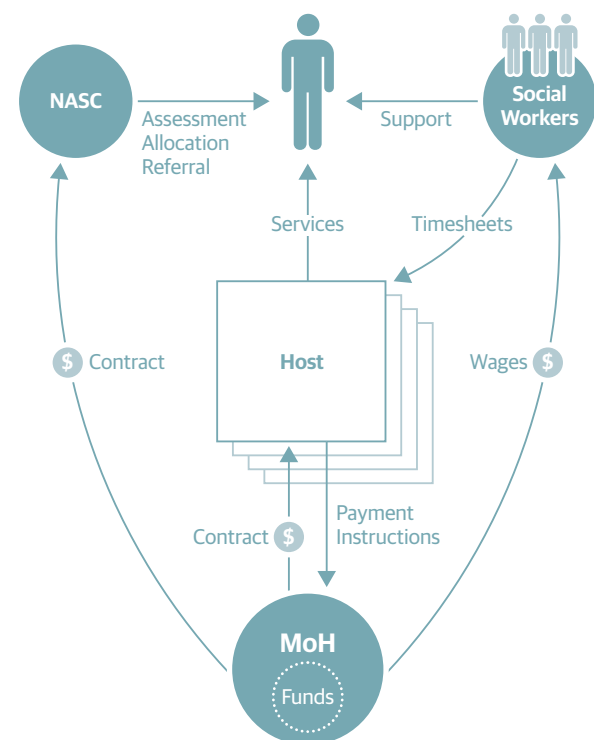 NASC
Social
Workers
Assessment
Allocation
Referral
Support
Services
Timesheets
$ Contract
Host
Wages $
Contract $
Payment
Instructions
MoH
Funds